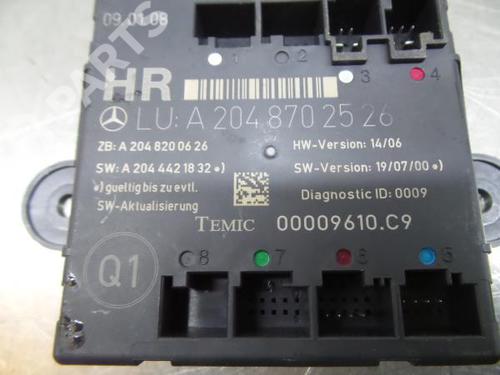 09 01 08
1 2 3 4
HR
LU: A 204 870 25 26
ZB: A 204 820 06 26
HW-Version: 14/06
SW: A 204 442 18 32 *)
SW-Version: 19/07/00 *)
*) gueltig bis zu evtl.
Diagnostic ID: 0009
SW-Aktualisierung
TEMIC 00009610.C9
8 7 6 5
Q1
PARTS